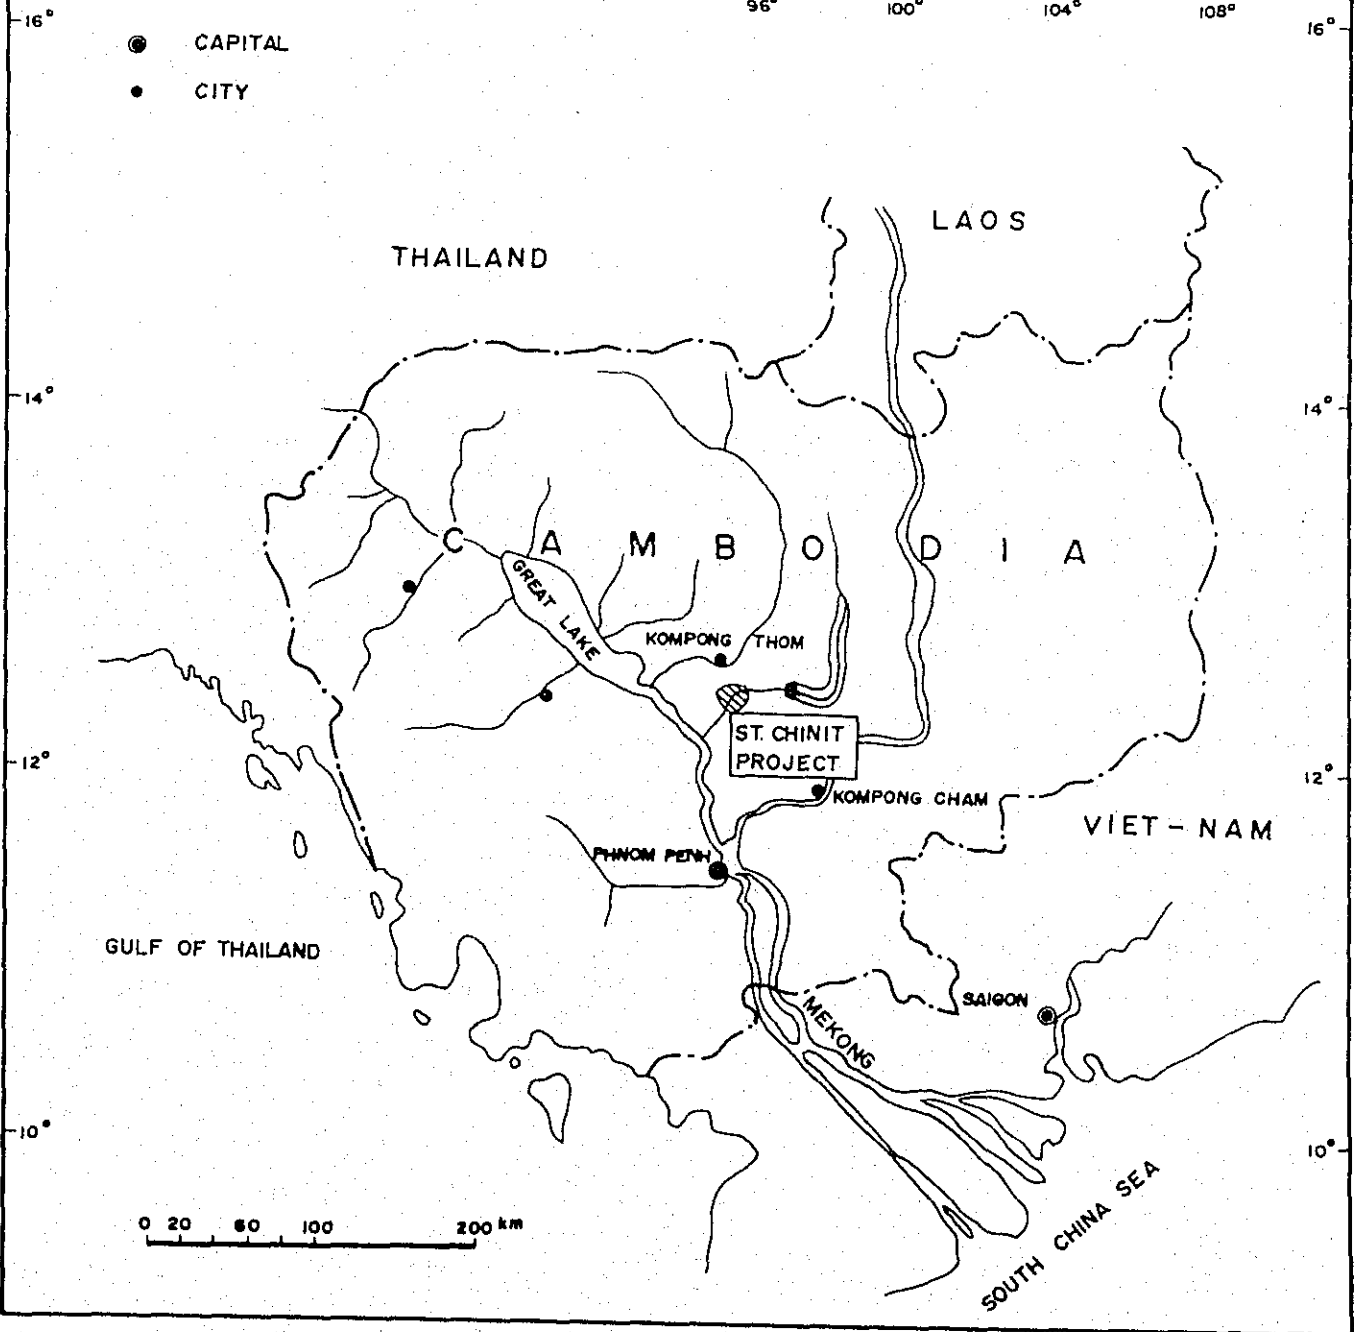 96° 100° 104° 108°
16° 16°
CAPITAL
CITY
LAOS
THAILAND
14° 14°
CAMBODIA
GREAT LAKE
KOMPONG THOM
ST. CHINIT
PROJECT
12° 12°
KOMPONG CHAM
VIET-NAM
PHNOM PENH
GULF OF THAILAND
SAIGON
MEKONG
10° 10°
SOUTH CHINA SEA
0 20 60 100 200 km